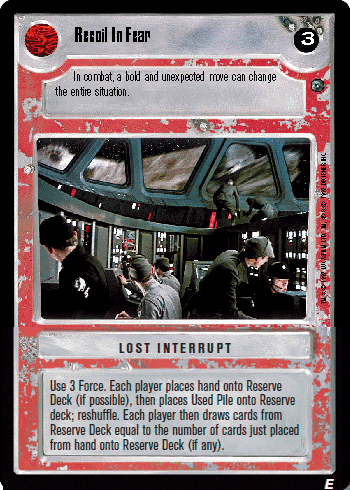 Recoil In Fear
3
In combat, a bold and unexpected move can change
the entire situation.
LOST INTERRUPT
Use 3 Force. Each player places hand onto Reserve
Deck (if possible), then places Used Pile onto Reserve
deck; reshuffle. Each player then draws cards from
Reserve Deck equal to the number of cards just placed
from hand onto Reserve Deck (if any).
E